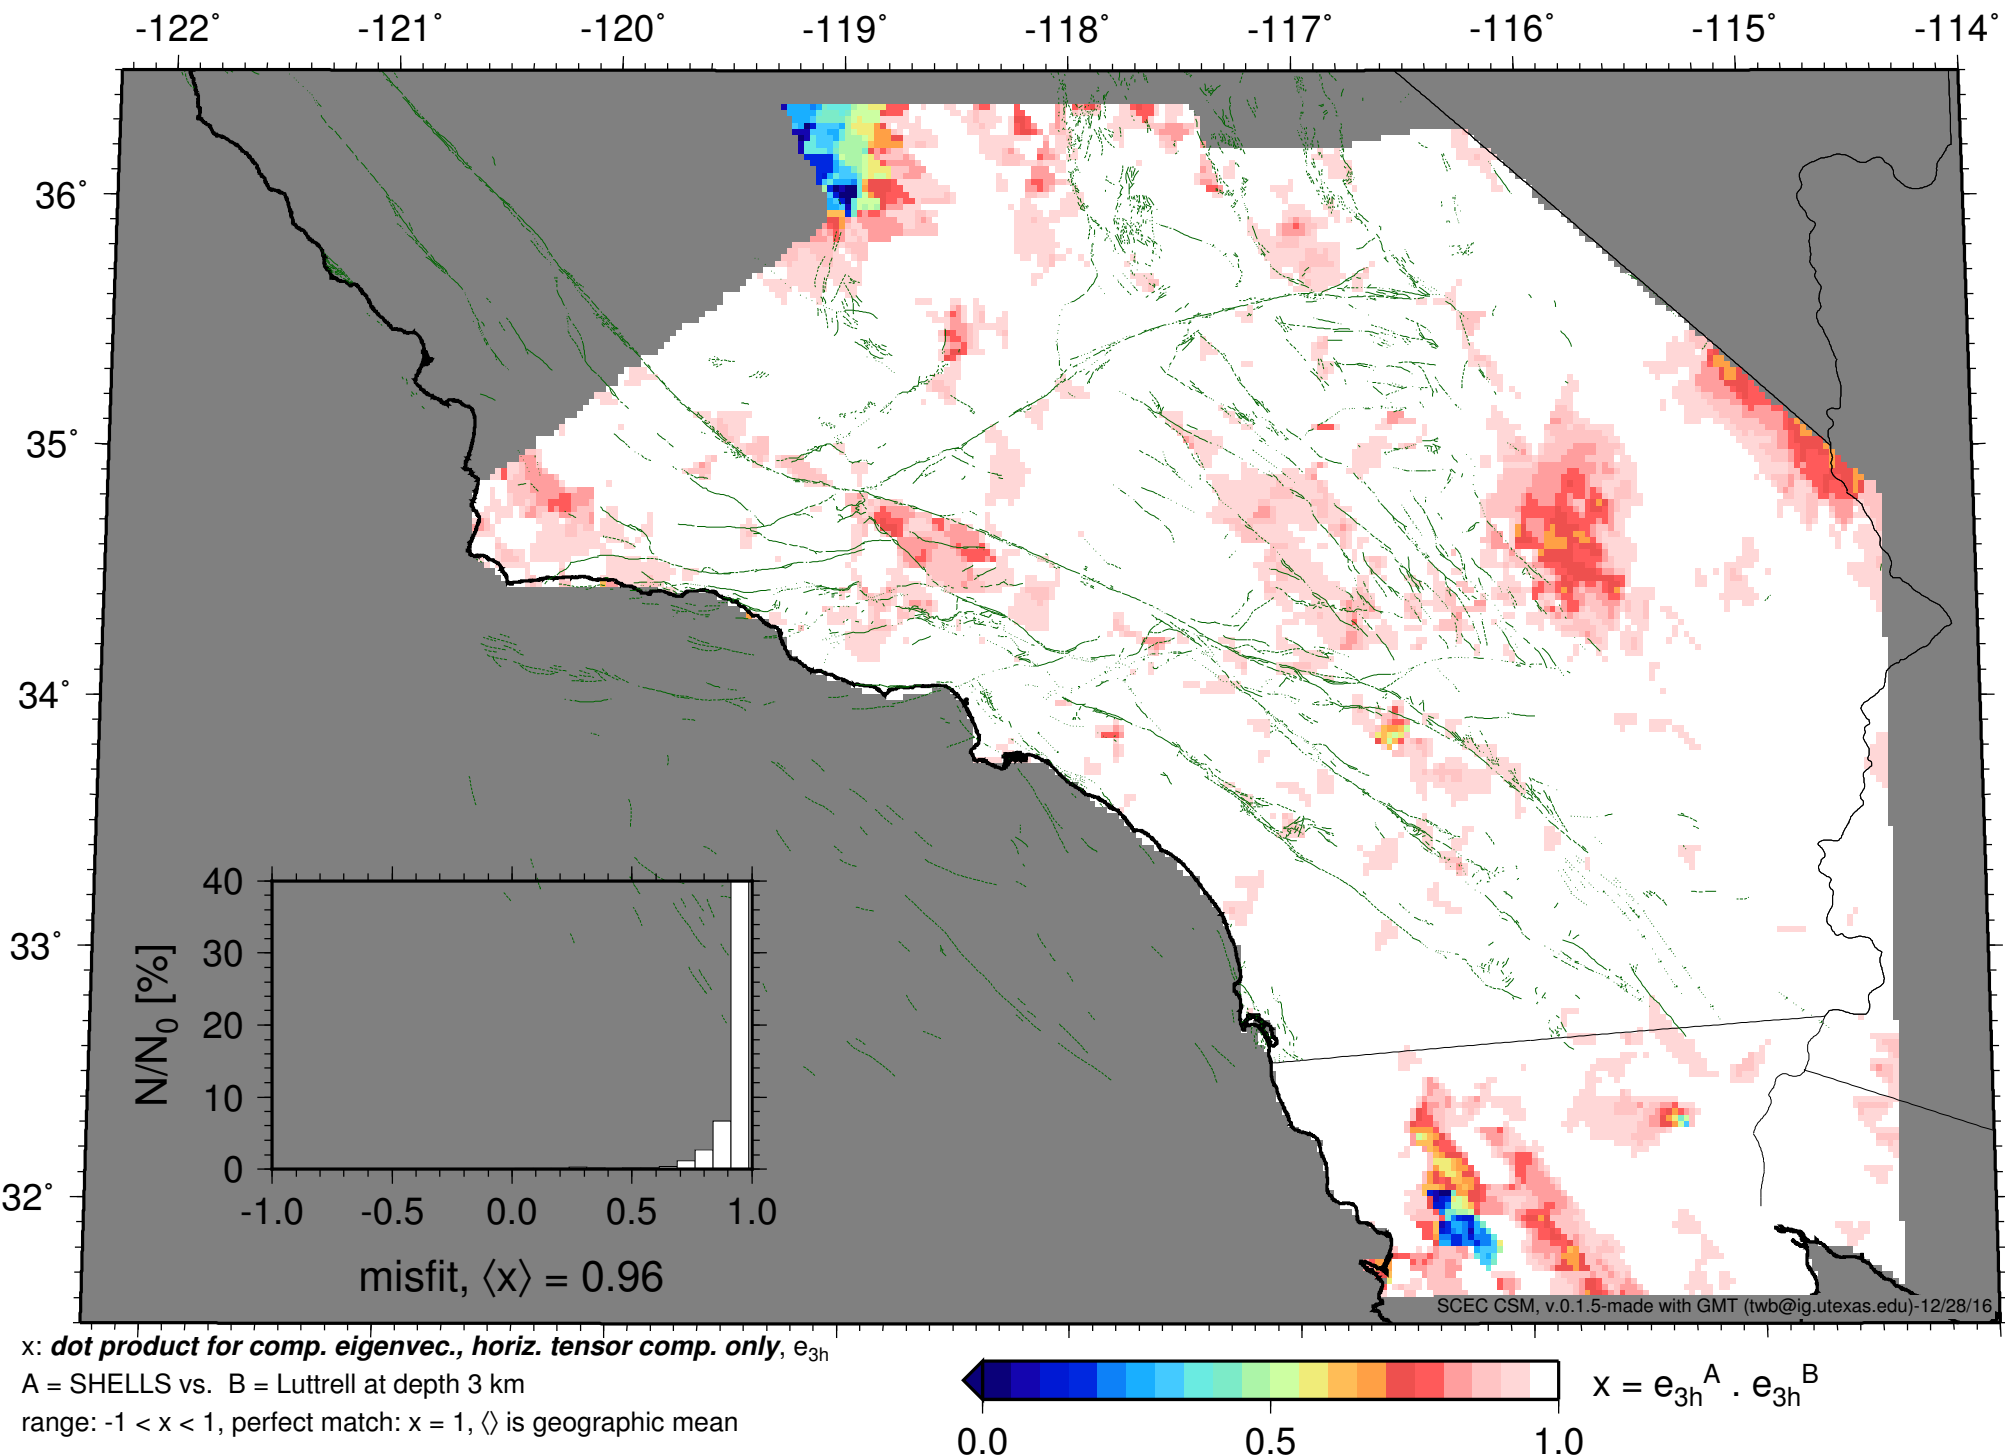 -122˚ -121˚ -120˚ -119˚ -118˚ -117˚ -116˚ -115˚ -114˚
36˚
35˚
34˚
33˚
32˚
40
30
20
10
0
N/N0 [%]
-1.0 -0.5 0.0 0.5 1.0
misfit, ⟨x⟩ = 0.96
SCEC CSM, v.0.1.5-made with GMT (twb@ig.utexas.edu)-12/28/16
x: dot product for comp. eigenvec., horiz. tensor comp. only, e3h
A = SHELLS vs. B = Luttrell at depth 3 km
range: -1 < x < 1, perfect match: x = 1, ⟨⟩ is geographic mean
0.0 0.5 1.0
x = e3h^A . e3h^B